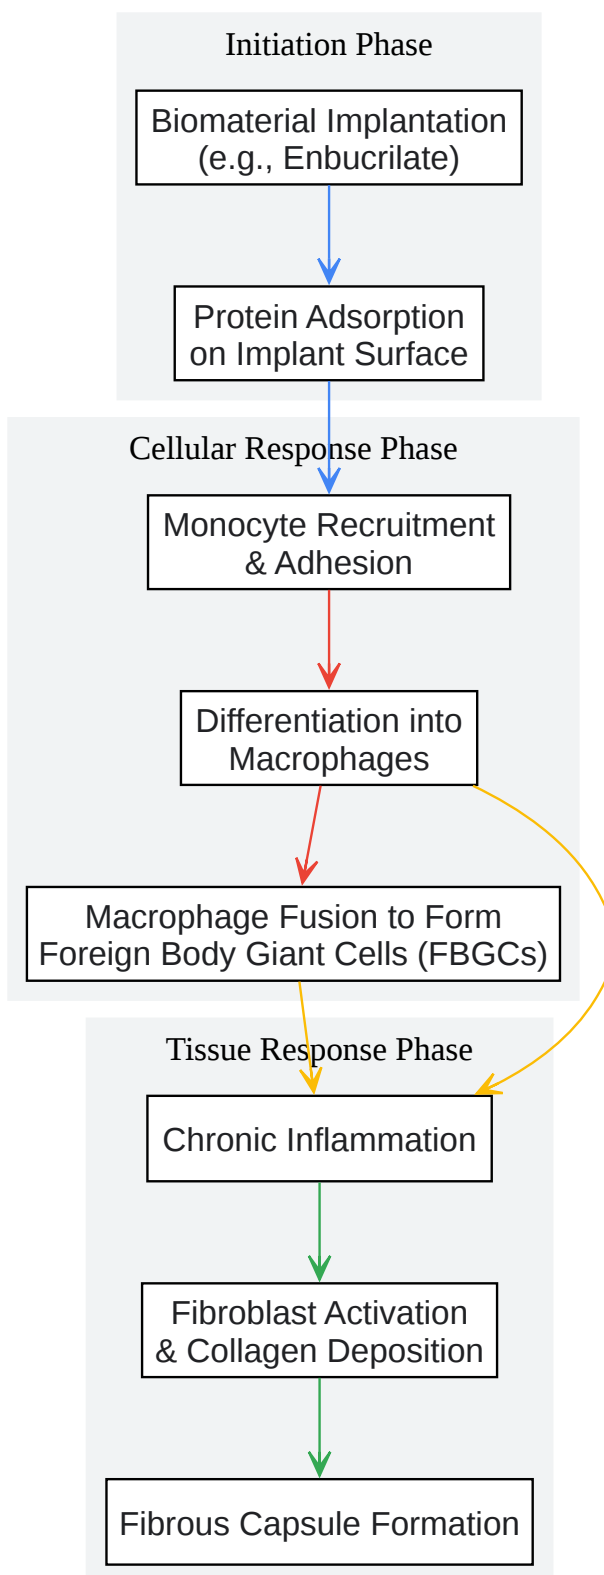 Initiation Phase
Biomaterial Implantation
(e.g., Enbucrilate)
Protein Adsorption
on Implant Surface
Cellular Response Phase
Monocyte Recruitment
& Adhesion
Differentiation into
Macrophages
Macrophage Fusion to Form
Foreign Body Giant Cells (FBGCs)
Tissue Response Phase
Chronic Inflammation
Fibroblast Activation
& Collagen Deposition
Fibrous Capsule Formation